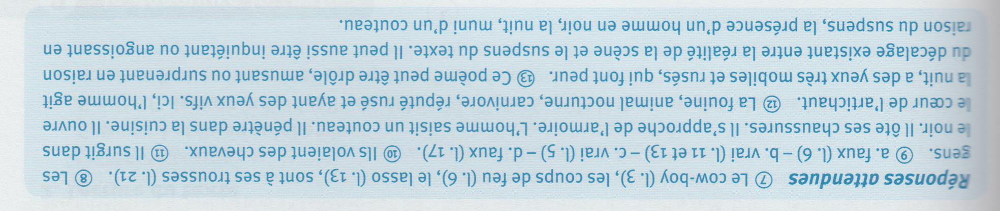 Réponses attendues ⑦ Le cow-boy (l. 3), les coups de feu (l. 6), le lasso (l. 13), sont à ses trousses (l. 21). ⑧ Les
gens. ⑨ a. faux (l. 6) – b. vrai (l. 11 et 13) – c. vrai (l. 5) – d. faux (l. 17). ⑩ Ils volaient des chevaux. ⑪ Il surgit dans
le noir. Il ôte ses chaussures. Il s'approche de l'armoire. L'homme saisit un couteau. Il pénètre dans la cuisine. Il ouvre
le cœur de l'artichaut. ⑫ La fouine, animal nocturne, carnivore, réputé rusé et ayant des yeux vifs. Ici, l'homme agit
la nuit, a des yeux très mobiles et rusés, qui font peur. ⑬ Ce poème peut être drôle, amusant ou surprenant en raison
du décalage existant entre la réalité de la scène et le suspens du texte. Il peut aussi être inquiétant ou angoissant en
raison du suspens, la présence d'un homme en noir, la nuit, muni d'un couteau.